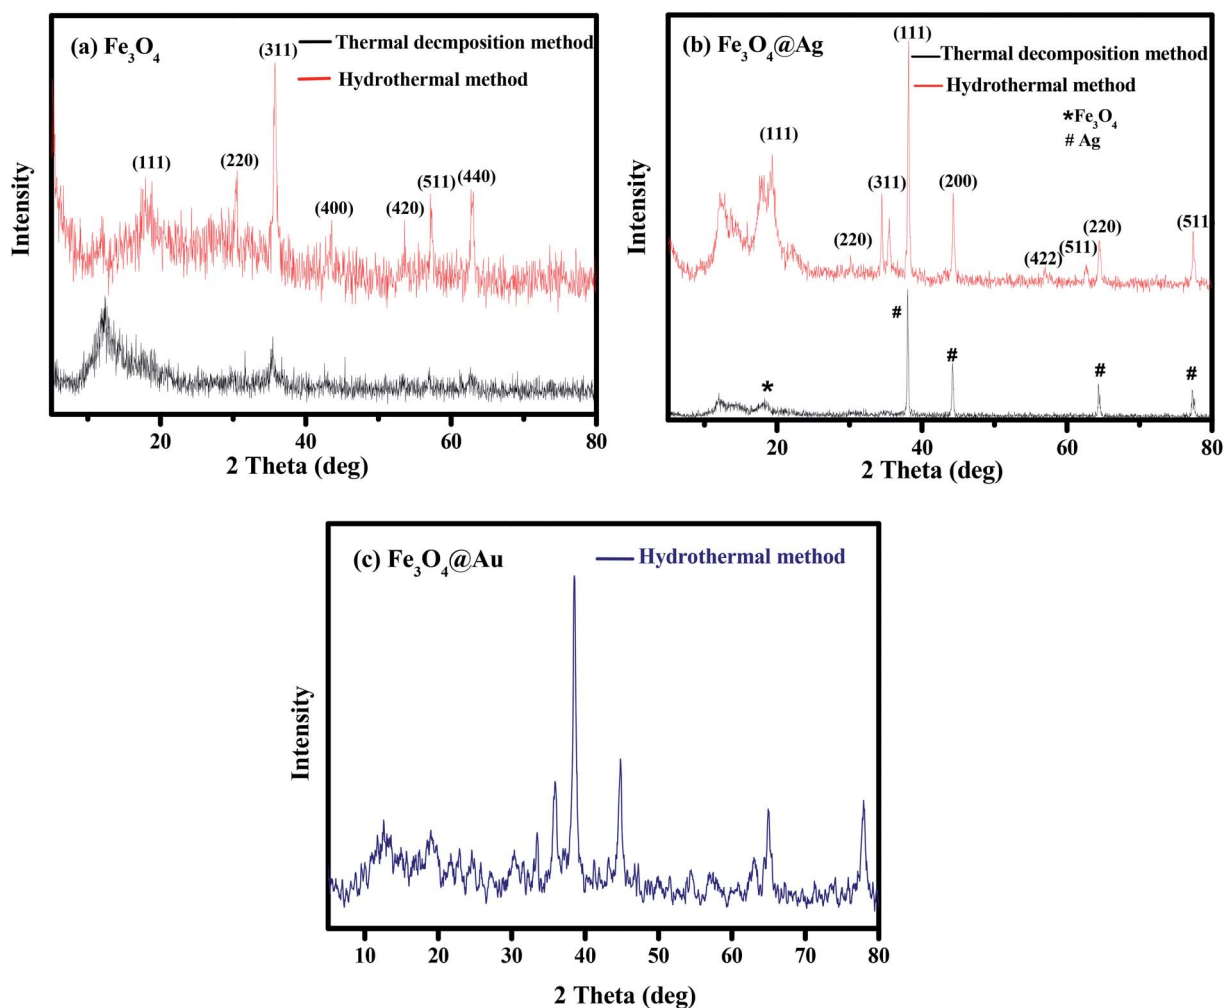 (a) Fe3O4
Thermal decmposition method
Hydrothermal method
(311)
(111)
(220)
(400)
(420)
(511)
(440)
Intensity
20
40
60
80
2 Theta (deg)
(b) Fe3O4@Ag
(111)
Thermal decomposition method
Hydrothermal method
*Fe3O4
# Ag
(111)
(311)
(200)
(220)
(422)
(511)
(220)
(511)
#
#
#
#
*
Intensity
20
40
60
80
2 Theta (deg)
(c) Fe3O4@Au
Hydrothermal method
Intensity
10
20
30
40
50
60
70
80
2 Theta (deg)